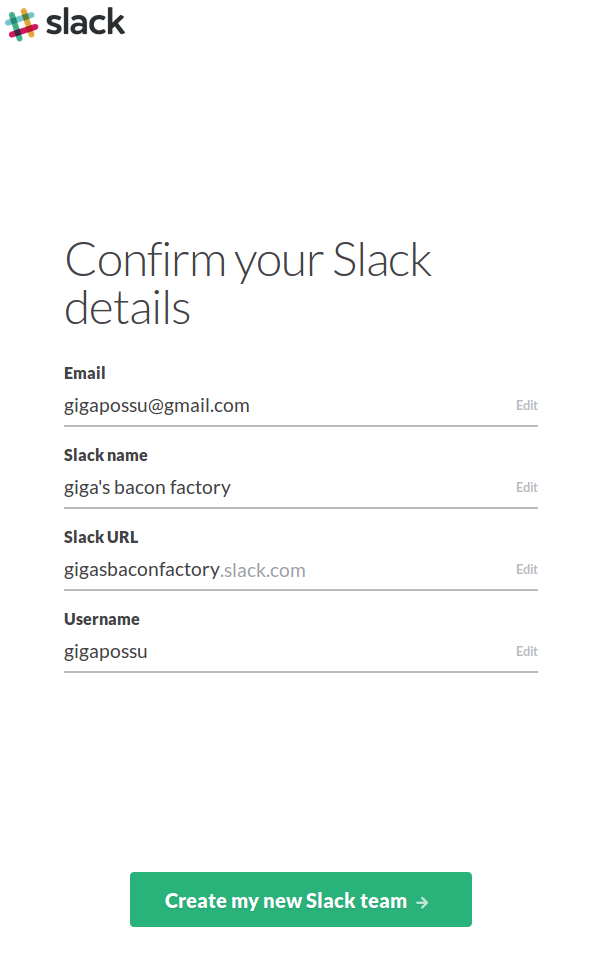 slack
Confirm your Slack
details
Email
gigapossu@gmail.com Edit
Slack name
giga's bacon factory Edit
Slack URL
gigasbaconfactory.slack.com Edit
Username
gigapossu Edit
Create my new Slack team →